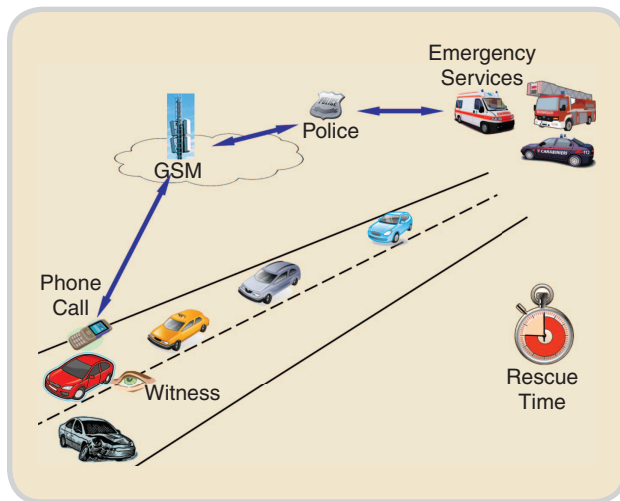 Emergency
Services
Police
GSM
Phone
Call
Witness
Rescue
Time